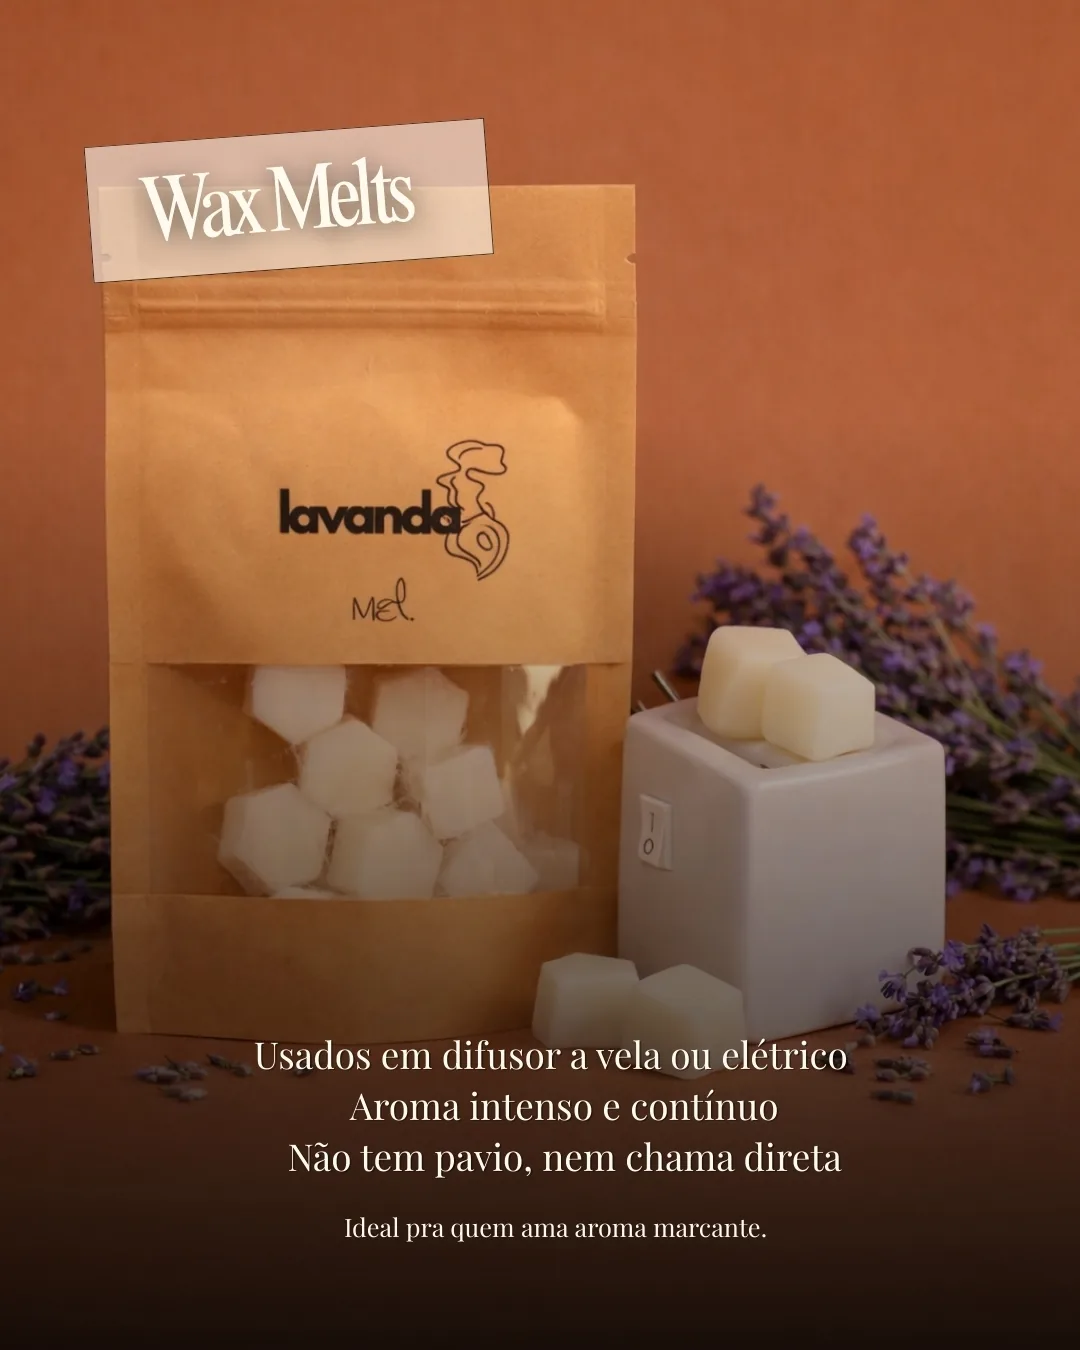 Wax Melts
lavanda
Mel.
I
O
Usados em difusor a vela ou elétrico
Aroma intenso e contínuo
Não tem pavio, nem chama direta
Ideal pra quem ama aroma marcante.